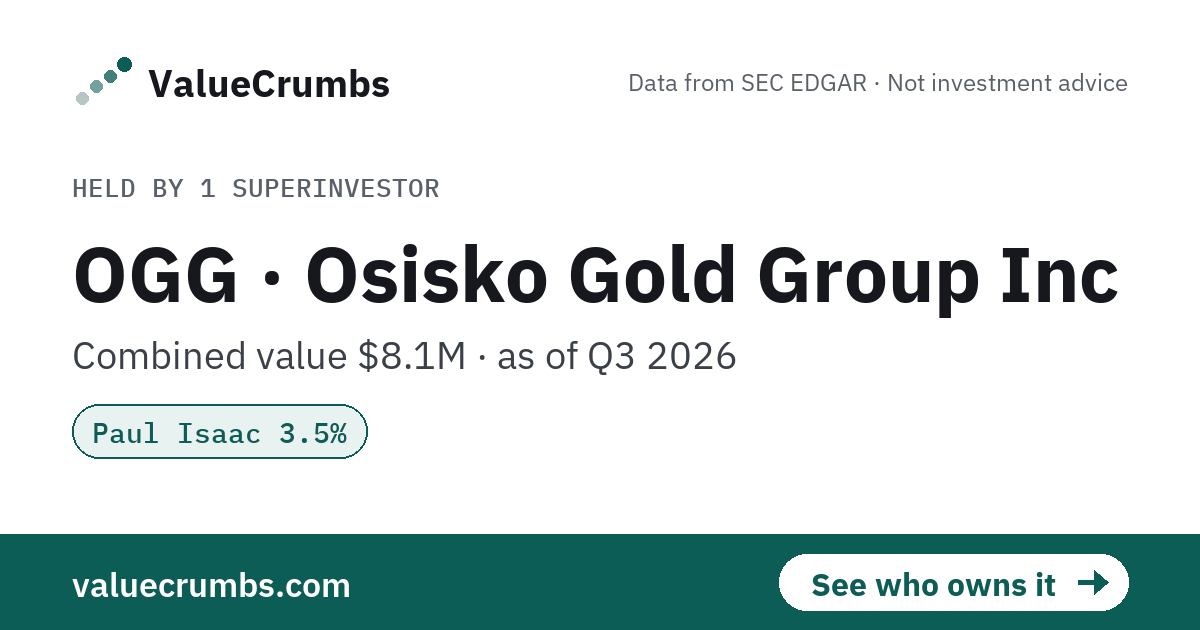 ValueCrumbs
Data from SEC EDGAR · Not investment advice
HELD BY 1 SUPERINVESTOR
OGG · Osisko Gold Group Inc
Combined value $8.1M · as of Q3 2026
Paul Isaac 3.5%
valuecrumbs.com
See who owns it →